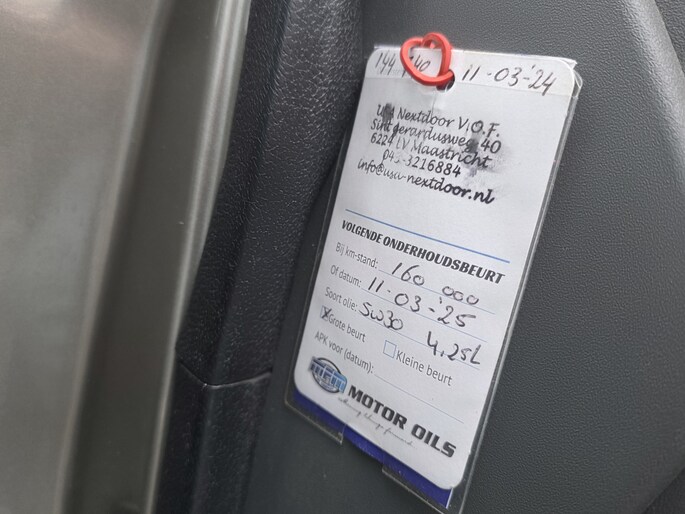 11-03-'24
Nextdoor V.O.F.
Sint Gerardusweg 40
6224 LV Maastricht
043-3216884
info@usu-nextdoor.nl
VOLGENDE ONDERHOUDSBEURT
Bij km-stand: 160 000
Of datum: 11-03-'25
Soort olie: 5W30 4,25L
Grote beurt Kleine beurt
APK voor (datum):
MOTOR OILS